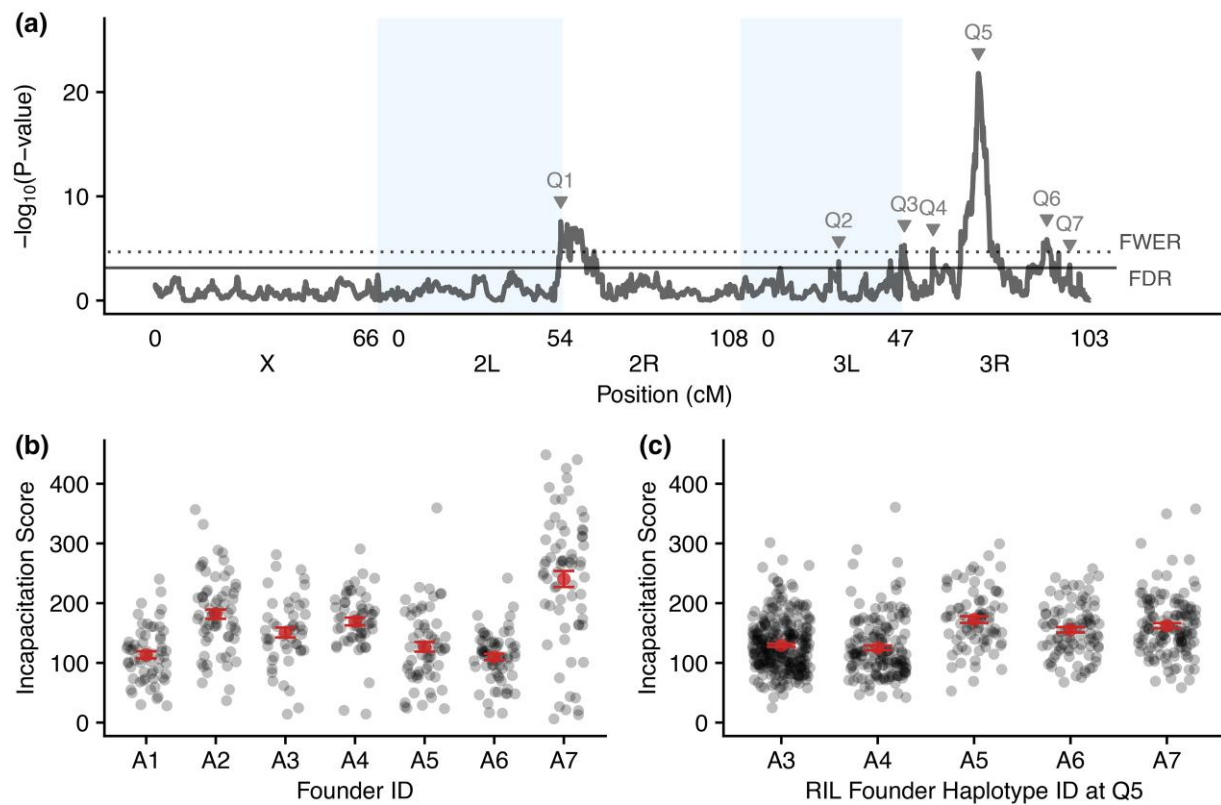 (a)
−log10(P−value)
20
10
0
Q1
Q2
Q3
Q4
Q5
Q6
Q7
FWER
FDR
0 66 0 54 108 0 47 103
X 2L 2R 3L 3R
Position (cM)
(b)
Incapacitation Score
400
300
200
100
0
A1 A2 A3 A4 A5 A6 A7
Founder ID
(c)
Incapacitation Score
400
300
200
100
0
A3 A4 A5 A6 A7
RIL Founder Haplotype ID at Q5